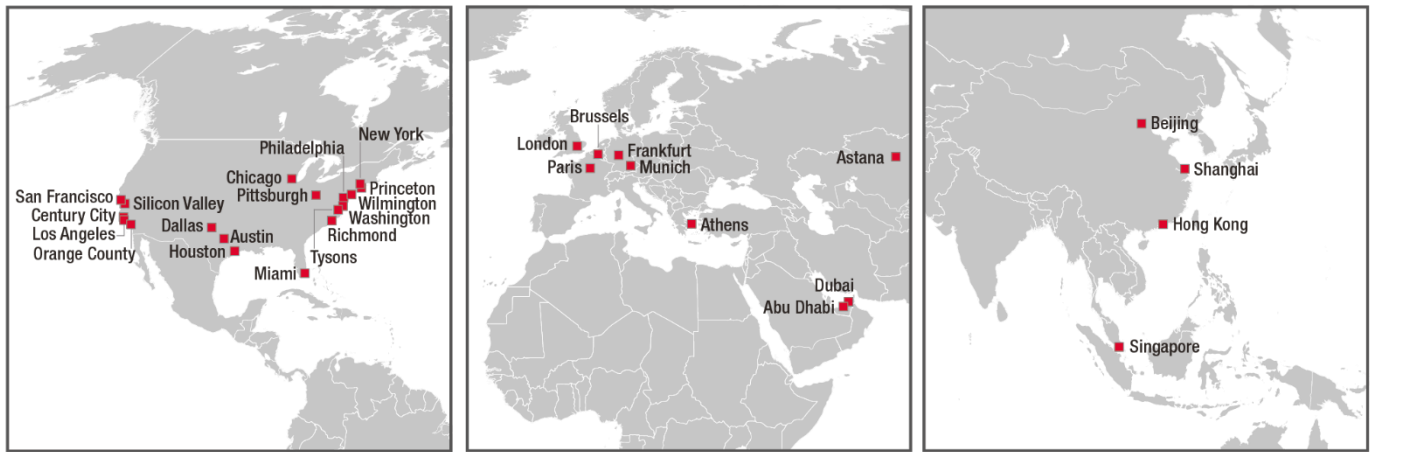 New York
Philadelphia
Chicago
Pittsburgh
Princeton
Wilmington
Washington
Richmond
Tysons
San Francisco
Silicon Valley
Century City
Los Angeles
Orange County
Dallas
Austin
Houston
Miami
Brussels
London
Frankfurt
Paris
Munich
Astana
Athens
Dubai
Abu Dhabi
Beijing
Shanghai
Hong Kong
Singapore